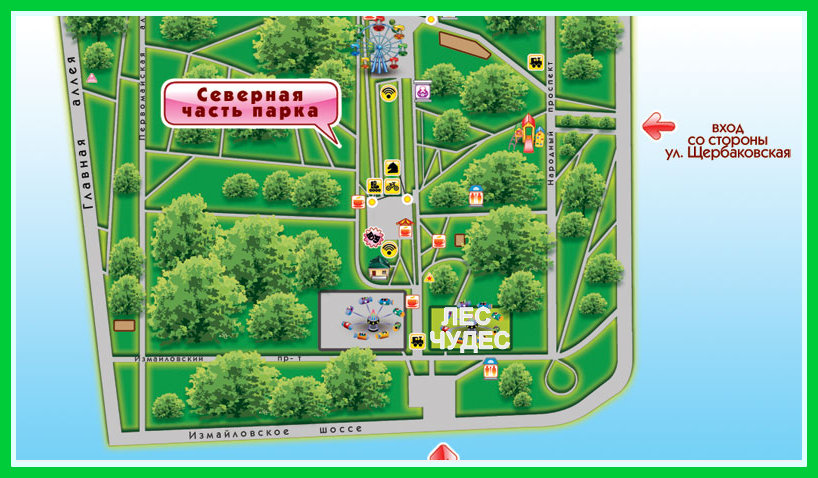 Главная аллея
Первомайская ал
Северная
часть парка
Народный проспект
вход
со стороны
ул. Щербаковская
ЛЕС
ЧУДЕС
Измайловский пр-т
Измайловское шоссе